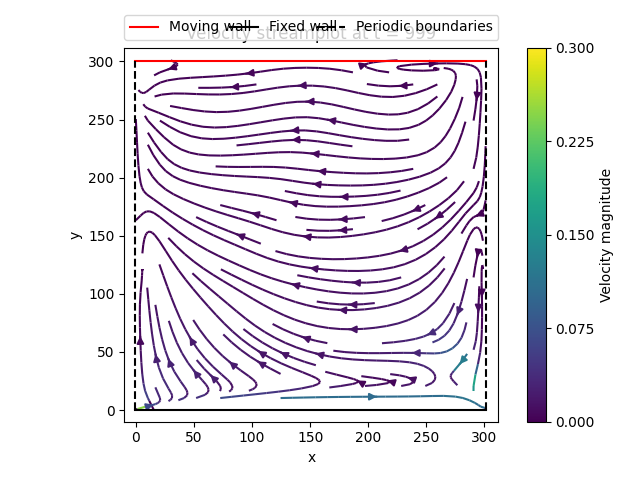 Velocity streamplot at t = 999
Moving wall
Fixed wall
Periodic boundaries
300
250
200
150
100
50
0
y
0
50
100
150
200
250
300
x
0.300
0.225
0.150
0.075
0.000
Velocity magnitude